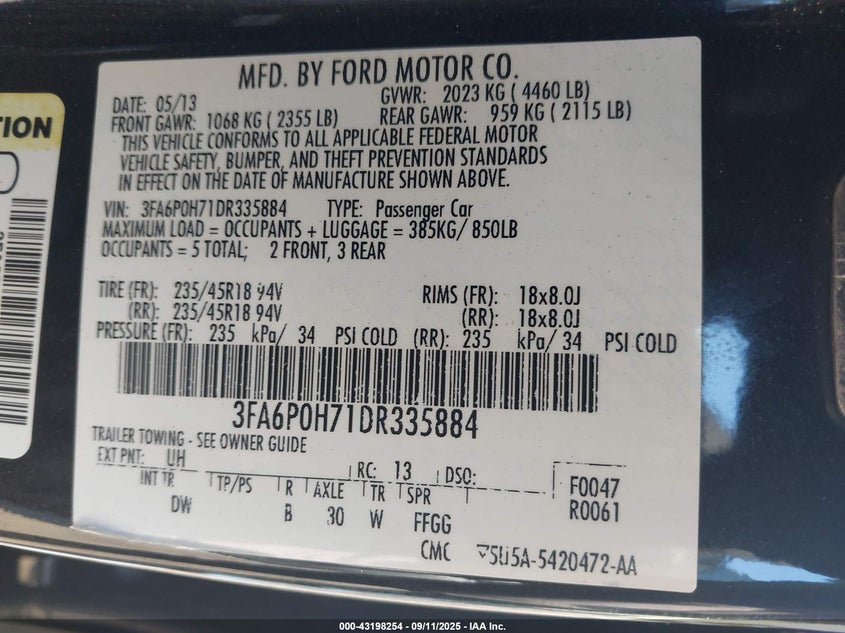 MFD. BY FORD MOTOR CO.
DATE: 05/13 GVWR: 2023 KG ( 4460 LB)
FRONT GAWR: 1068 KG ( 2355 LB) REAR GAWR: 959 KG ( 2115 LB)
THIS VEHICLE CONFORMS TO ALL APPLICABLE FEDERAL MOTOR
VEHICLE SAFETY, BUMPER, AND THEFT PREVENTION STANDARDS
IN EFFECT ON THE DATE OF MANUFACTURE SHOWN ABOVE.
VIN: 3FA6P0H71DR335884 TYPE: Passenger Car
MAXIMUM LOAD = OCCUPANTS + LUGGAGE = 385KG/ 850LB
OCCUPANTS = 5 TOTAL; 2 FRONT, 3 REAR
TIRE (FR): 235/45R18 94V RIMS (FR): 18x8.0J
(RR): 235/45R18 94V (RR): 18x8.0J
PRESSURE (FR): 235 kPa/ 34 PSI COLD (RR): 235 kPa/ 34 PSI COLD
3FA6P0H71DR335884
TRAILER TOWING - SEE OWNER GUIDE
EXT PNT: UH RC: 13 DSO:
INT TR TP/PS R AXLE TR SPR F0047
DW B 30 W FFGG R0061
CMC 5U5A-5420472-AA
TION
000-43198254 - 09/11/2025 - IAA Inc.